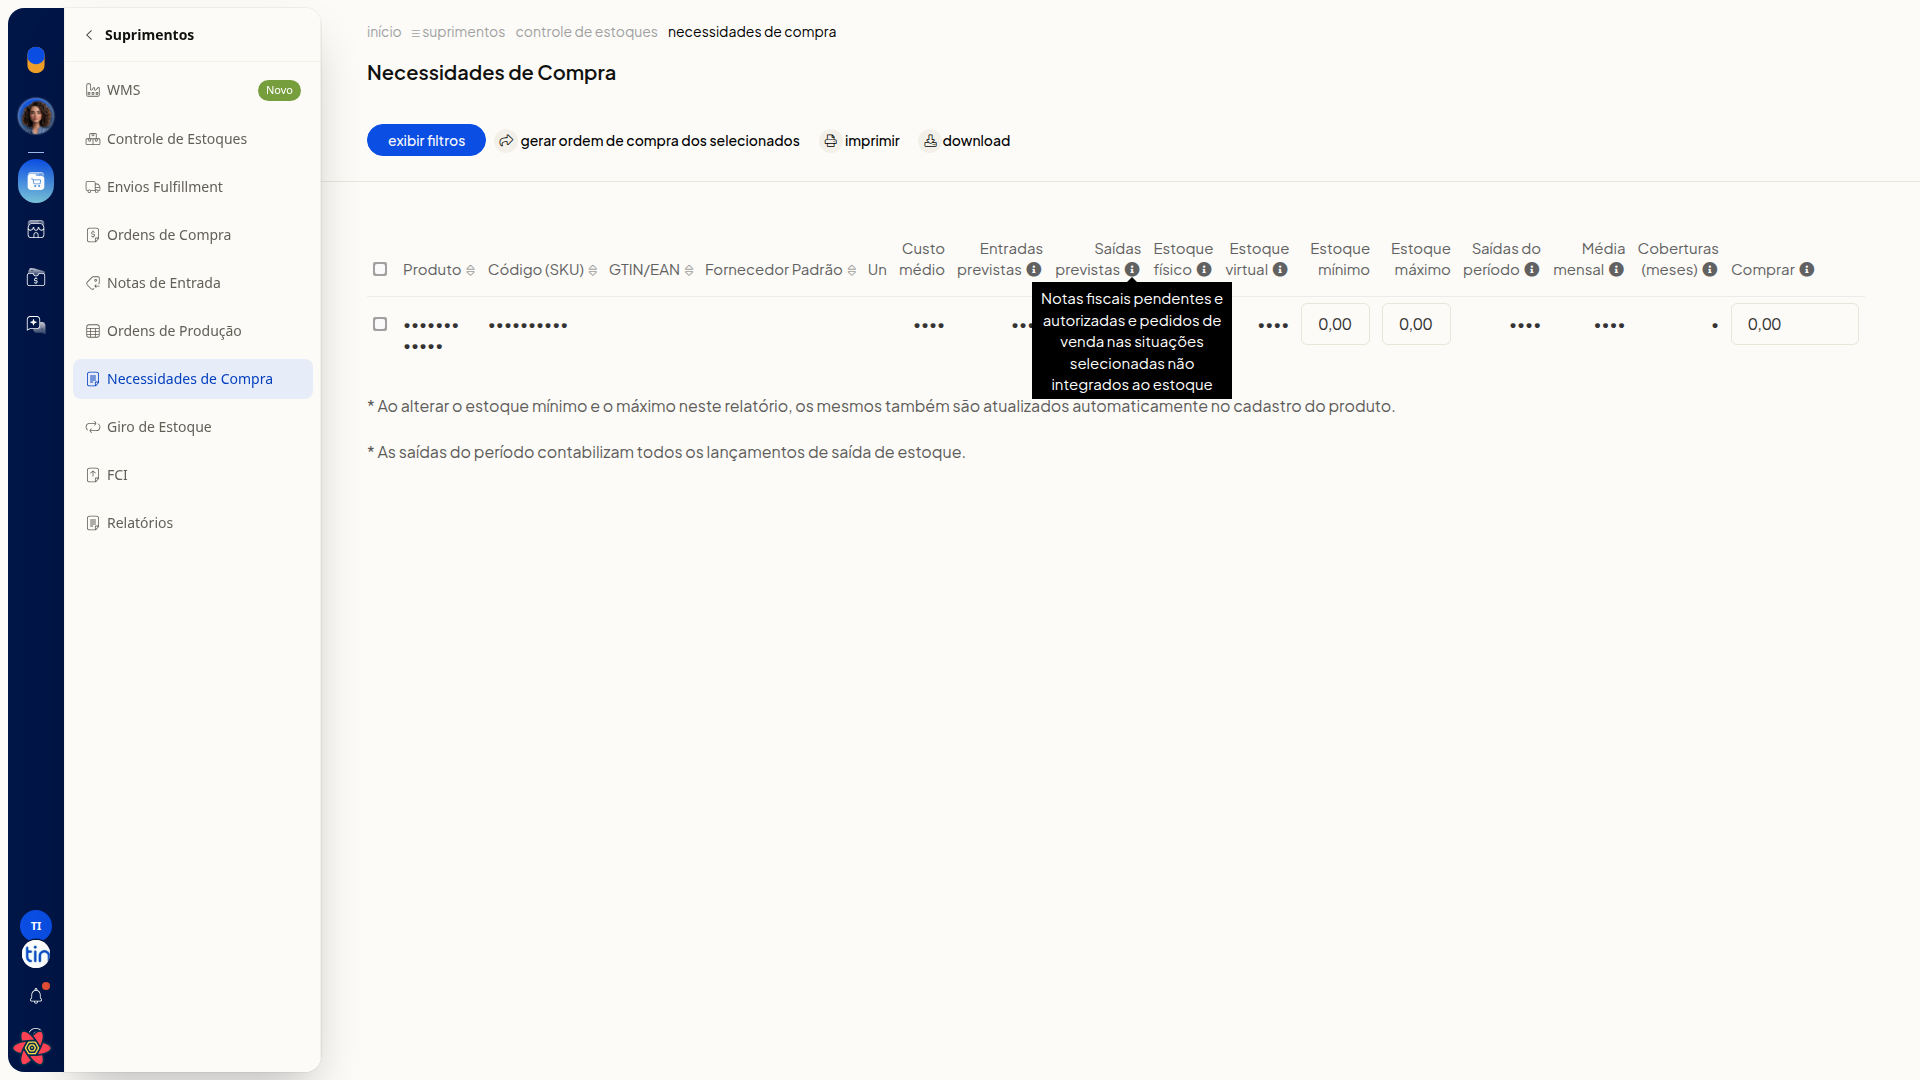 Suprimentos
WMS
Novo
Controle de Estoques
Envios Fulfillment
Ordens de Compra
Notas de Entrada
Ordens de Produção
Necessidades de Compra
Giro de Estoque
FCI
Relatórios
TI
tin
início suprimentos controle de estoques necessidades de compra
Necessidades de Compra
exibir filtros gerar ordem de compra dos selecionados imprimir download
Produto Código (SKU) GTIN/EAN Fornecedor Padrão Un Custo médio Entradas previstas Saídas previstas Estoque físico Estoque virtual Estoque mínimo Estoque máximo Saídas do período Média mensal Coberturas (meses) Comprar
••••••• •••••••••• •••• ••• •••• 0,00 0,00 •••• •••• • 0,00
•••••
Notas fiscais pendentes e
autorizadas e pedidos de
venda nas situações
selecionadas não
integrados ao estoque
* Ao alterar o estoque mínimo e o máximo neste relatório, os mesmos também são atualizados automaticamente no cadastro do produto.
* As saídas do período contabilizam todos os lançamentos de saída de estoque.